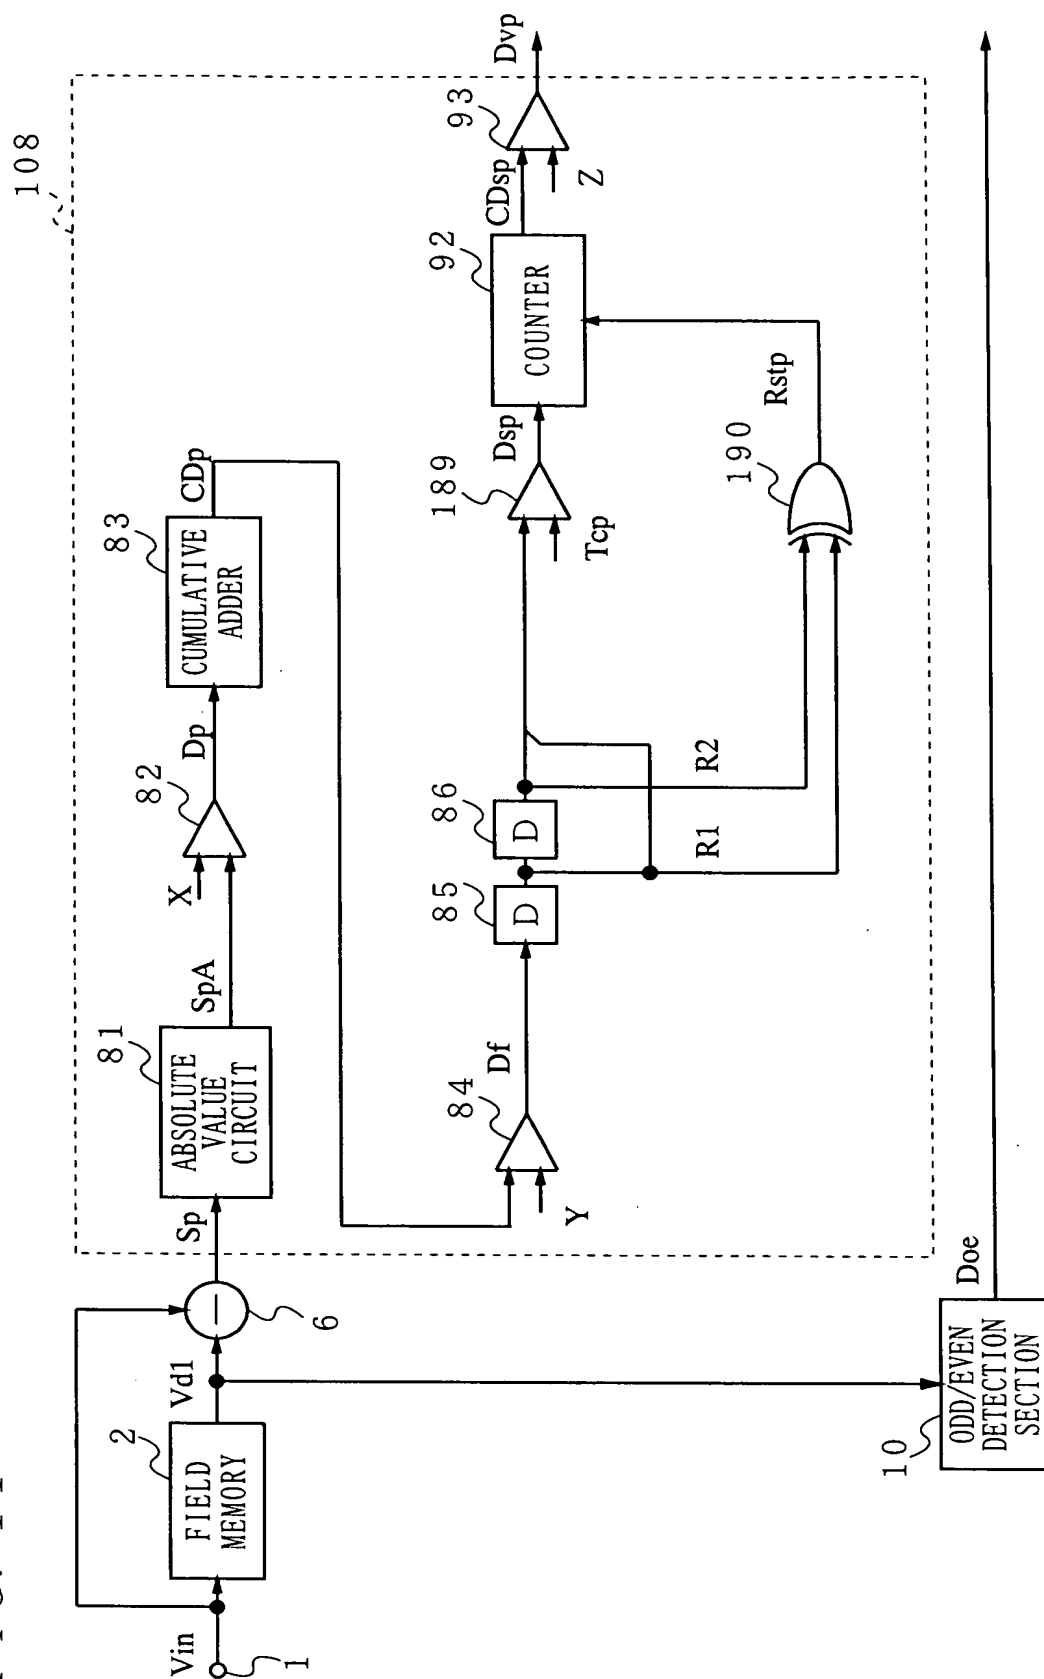 108
Vin
1
FIELD
MEMORY
2
Vd1
6
Sp
ABSOLUTE
VALUE
CIRCUIT
81
SpA
X
82
Dp
CUMULATIVE
ADDER
83
CDp
Y
84
Df
D
85
D
86
R1
R2
Tcp
189
Dsp
COUNTER
92
CDsp
Z
93
Dvp
190
Rstp
ODD/EVEN
DETECTION
SECTION
10
Doe